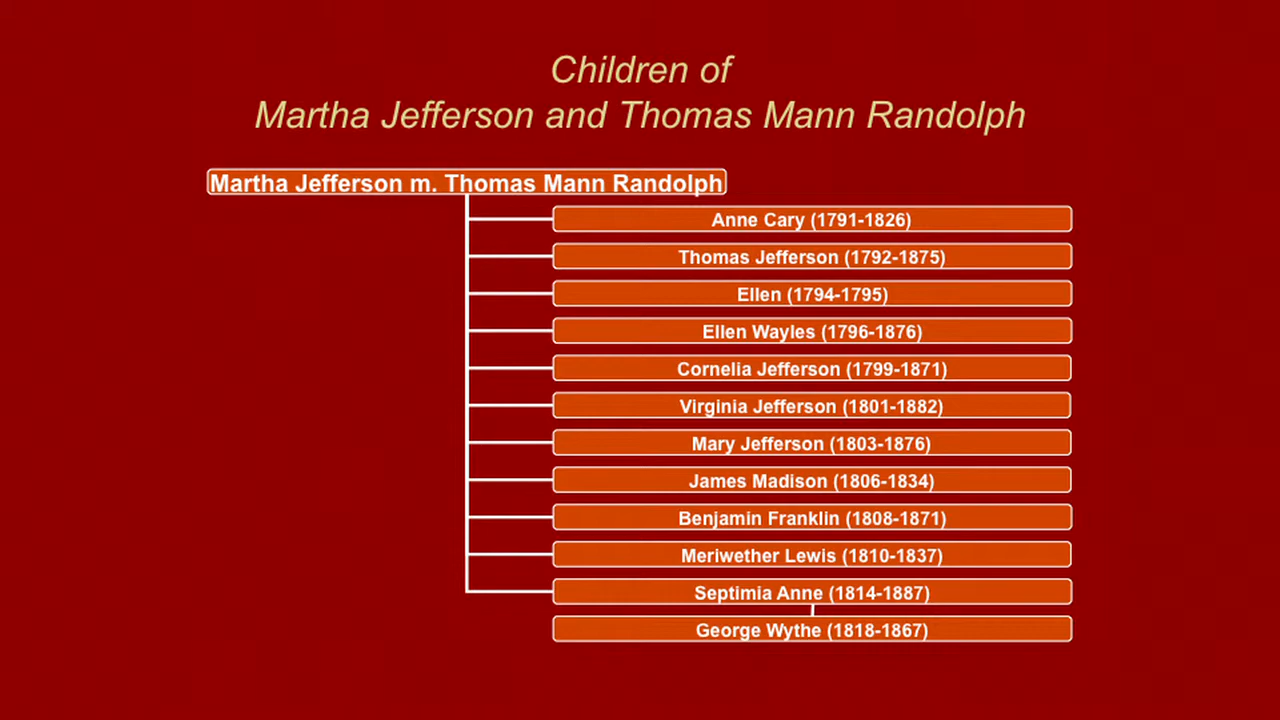 Children of
Martha Jefferson and Thomas Mann Randolph
Martha Jefferson m. Thomas Mann Randolph
Anne Cary (1791-1826)
Thomas Jefferson (1792-1875)
Ellen (1794-1795)
Ellen Wayles (1796-1876)
Cornelia Jefferson (1799-1871)
Virginia Jefferson (1801-1882)
Mary Jefferson (1803-1876)
James Madison (1806-1834)
Benjamin Franklin (1808-1871)
Meriwether Lewis (1810-1837)
Septimia Anne (1814-1887)
George Wythe (1818-1867)